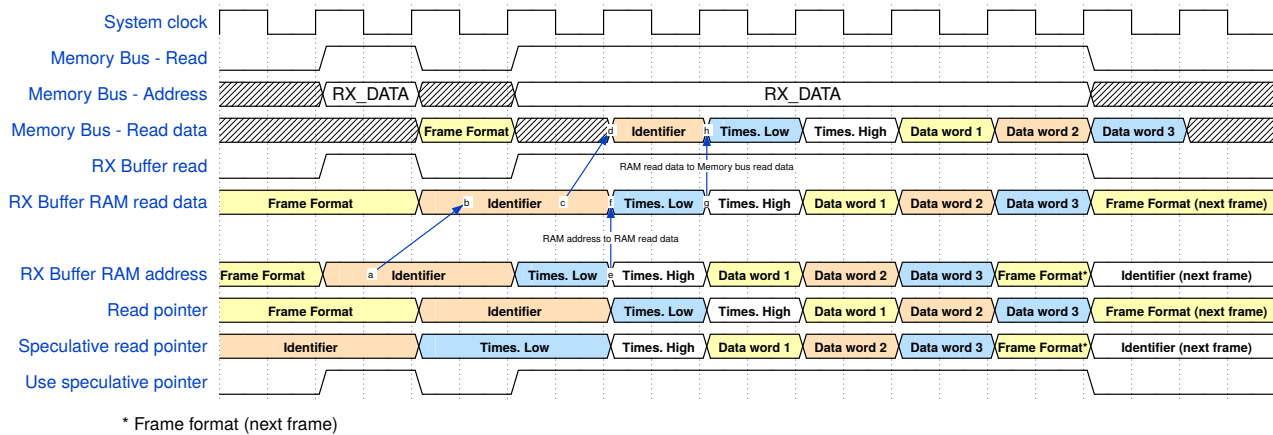 System clock
Memory Bus - Read
Memory Bus - Address RX_DATA RX_DATA
Memory Bus - Read data Frame Format d Identifier h Times. Low Times. High Data word 1 Data word 2 Data word 3
RX Buffer read RAM read data to Memory bus read data
RX Buffer RAM read data Frame Format b Identifier c f Times. Low g Times. High Data word 1 Data word 2 Data word 3 Frame Format (next frame)
RAM address to RAM read data
RX Buffer RAM address Frame Format a Identifier Times. Low e Times. High Data word 1 Data word 2 Data word 3 Frame Format* Identifier (next frame)
Read pointer Frame Format Identifier Times. Low Times. High Data word 1 Data word 2 Data word 3 Frame Format (next frame)
Speculative read pointer Identifier Times. Low Times. High Data word 1 Data word 2 Data word 3 Frame Format* Identifier (next frame)
Use speculative pointer
* Frame format (next frame)